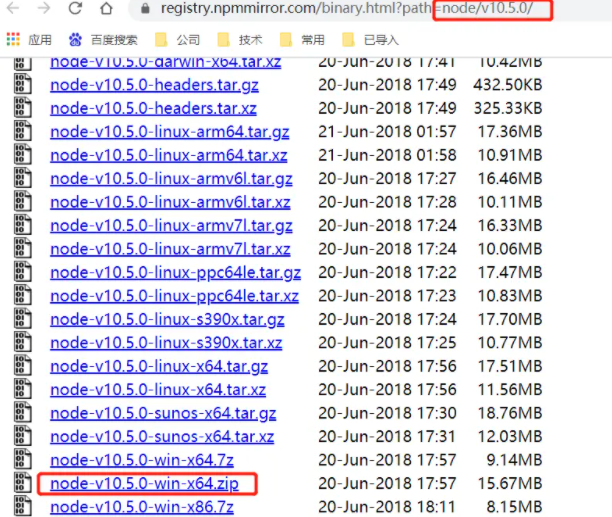 registry.npmmirror.com/binary.html?path=node/v10.5.0/
应用 百度搜索 公司 技术 常用 已导入
node-v10.5.0-darwin-x64.tar.xz 20-Jun-2018 17:41 10.42MB
node-v10.5.0-headers.tar.gz 20-Jun-2018 17:49 432.50KB
node-v10.5.0-headers.tar.xz 20-Jun-2018 17:49 325.33KB
node-v10.5.0-linux-arm64.tar.gz 21-Jun-2018 01:57 17.36MB
node-v10.5.0-linux-arm64.tar.xz 21-Jun-2018 01:58 10.91MB
node-v10.5.0-linux-armv6l.tar.gz 20-Jun-2018 17:27 16.46MB
node-v10.5.0-linux-armv6l.tar.xz 20-Jun-2018 17:28 10.11MB
node-v10.5.0-linux-armv7l.tar.gz 20-Jun-2018 17:24 16.33MB
node-v10.5.0-linux-armv7l.tar.xz 20-Jun-2018 17:24 10.06MB
node-v10.5.0-linux-ppc64le.tar.gz 20-Jun-2018 17:22 17.47MB
node-v10.5.0-linux-ppc64le.tar.xz 20-Jun-2018 17:23 10.83MB
node-v10.5.0-linux-s390x.tar.gz 20-Jun-2018 17:24 17.70MB
node-v10.5.0-linux-s390x.tar.xz 20-Jun-2018 17:25 10.77MB
node-v10.5.0-linux-x64.tar.gz 20-Jun-2018 17:56 17.51MB
node-v10.5.0-linux-x64.tar.xz 20-Jun-2018 17:56 11.56MB
node-v10.5.0-sunos-x64.tar.gz 20-Jun-2018 17:30 18.76MB
node-v10.5.0-sunos-x64.tar.xz 20-Jun-2018 17:31 12.03MB
node-v10.5.0-win-x64.7z 20-Jun-2018 17:57 9.14MB
node-v10.5.0-win-x64.zip 20-Jun-2018 17:57 15.67MB
node-v10.5.0-win-x86.7z 20-Jun-2018 18:11 8.15MB